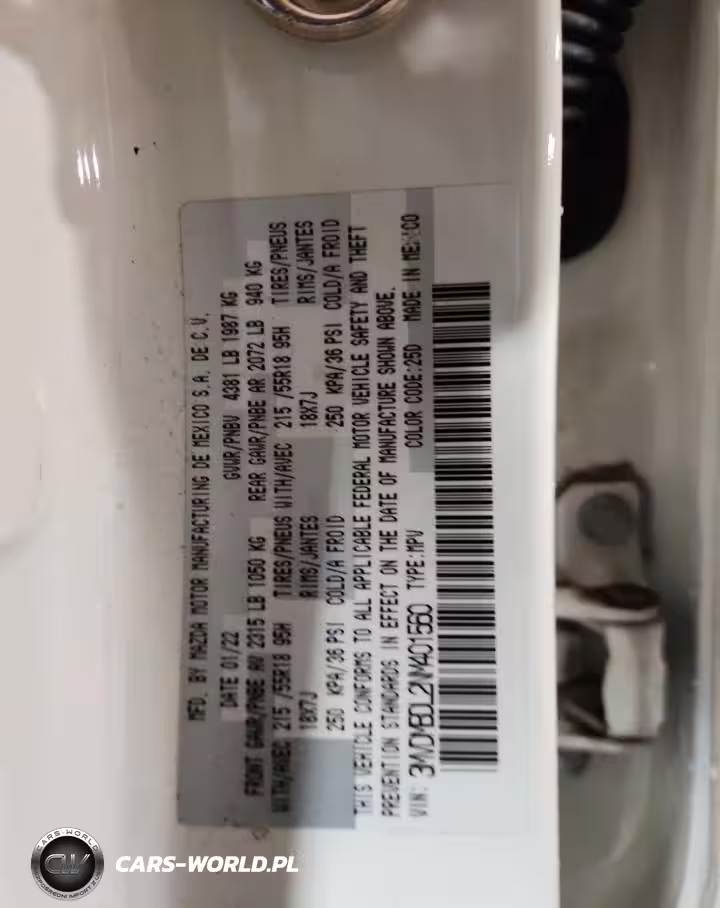 MFD. BY MAZDA MOTOR MANUFACTURING DE MEXICO S.A. DE C.V.
DATE 01/22 GVWR/PNBV 4381 LB 1987 KG
FRONT GAWR/PNBE AV 2315 LB 1050 KG REAR GAWR/PNBE AR 2072 LB 940 KG
WITH/AVEC 215 /55R18 95H TIRES/PNEUS WITH/AVEC 215 /55R18 95H TIRES/PNEUS
18X7J RIMS/JANTES 18X7J RIMS/JANTES
250 KPA/36 PSI COLD/A FROID 250 KPA/36 PSI COLD/A FROID
THIS VEHICLE CONFORMS TO ALL APPLICABLE FEDERAL MOTOR VEHICLE SAFETY AND THEFT
PREVENTION STANDARDS IN EFFECT ON THE DATE OF MANUFACTURE SHOWN ABOVE.
VIN: 3MVDMBDL2NM401560 TYPE:MPV COLOR CODE:25D MADE IN MEXICO
CARS-WORLD
CW
CARS-WORLD.PL